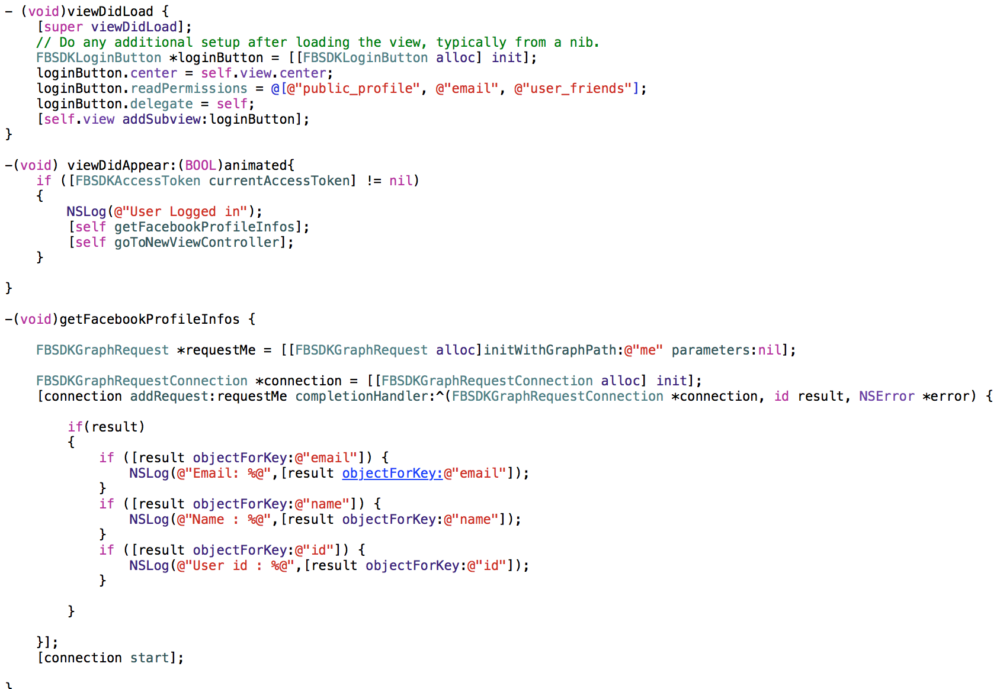 - (void)viewDidLoad {
    [super viewDidLoad];
    // Do any additional setup after loading the view, typically from a nib.
    FBSDKLoginButton *loginButton = [[FBSDKLoginButton alloc] init];
    loginButton.center = self.view.center;
    loginButton.readPermissions = @[@"public_profile", @"email", @"user_friends"];
    loginButton.delegate = self;
    [self.view addSubview:loginButton];
}

-(void) viewDidAppear:(BOOL)animated{
    if ([FBSDKAccessToken currentAccessToken] != nil)
    {
        NSLog(@"User Logged in");
        [self getFacebookProfileInfos];
        [self goToNewViewController];
    }

}

-(void)getFacebookProfileInfos {

    FBSDKGraphRequest *requestMe = [[FBSDKGraphRequest alloc]initWithGraphPath:@"me" parameters:nil];

    FBSDKGraphRequestConnection *connection = [[FBSDKGraphRequestConnection alloc] init];
    [connection addRequest:requestMe completionHandler:^(FBSDKGraphRequestConnection *connection, id result, NSError *error) {

        if(result)
        {
            if ([result objectForKey:@"email"]) {
                NSLog(@"Email: %@",[result objectForKey:@"email"]);
            }
            if ([result objectForKey:@"name"]) {
                NSLog(@"Name : %@",[result objectForKey:@"name"]);
            }
            if ([result objectForKey:@"id"]) {
                NSLog(@"User id : %@",[result objectForKey:@"id"]);
            }

        }

    }];
    [connection start];

}